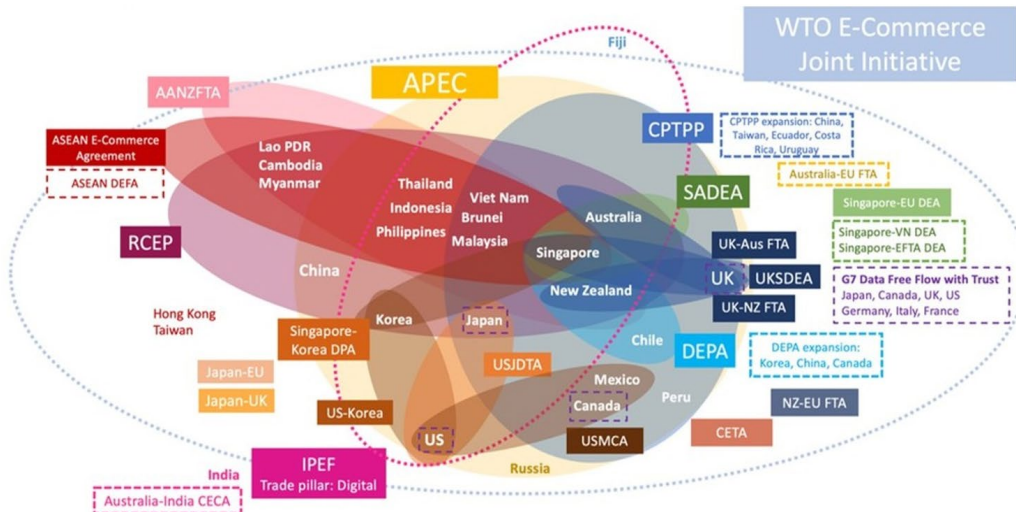 WTO E-Commerce
Joint Initiative
Fiji
APEC
AANZFTA
CPTPP
CPTPP expansion: China,
Taiwan, Ecuador, Costa
Rica, Uruguay
ASEAN E-Commerce
Agreement
ASEAN DEFA
Lao PDR
Cambodia
Myanmar
Thailand
Indonesia
Philippines
Viet Nam
Brunei
Malaysia
Australia
Singapore
SADEA
Australia-EU FTA
Singapore-EU DEA
Singapore-VN DEA
Singapore-EFTA DEA
RCEP
China
UK-Aus FTA
UK
UKSDEA
UK-NZ FTA
G7 Data Free Flow with Trust
Japan, Canada, UK, US
Germany, Italy, France
New Zealand
Hong Kong
Taiwan
Korea
Japan
Singapore-
Korea DPA
Chile
DEPA
DEPA expansion:
Korea, China, Canada
Japan-EU
Japan-UK
USJDTA
Mexico
Canada
Peru
NZ-EU FTA
US-Korea
US
USMCA
CETA
IPEF
Trade pillar: Digital
Russia
India
Australia-India CECA